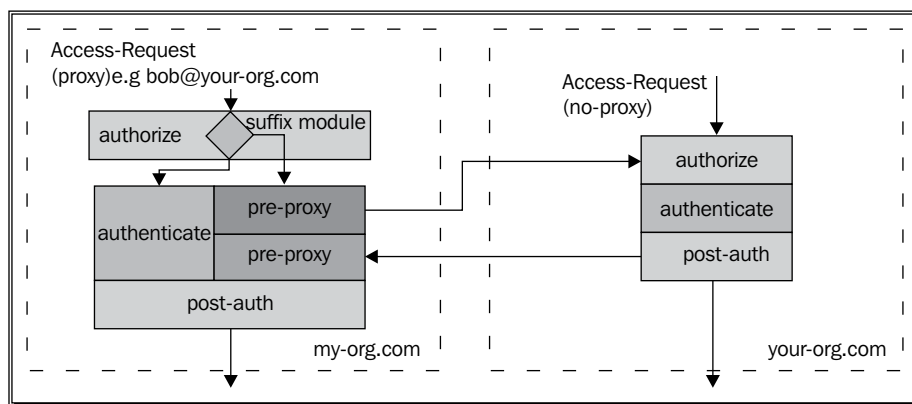 Access-Request
(proxy)e.g bob@your-org.com
authorize
suffix module
authenticate
pre-proxy
pre-proxy
post-auth
my-org.com
Access-Request
(no-proxy)
authorize
authenticate
post-auth
your-org.com